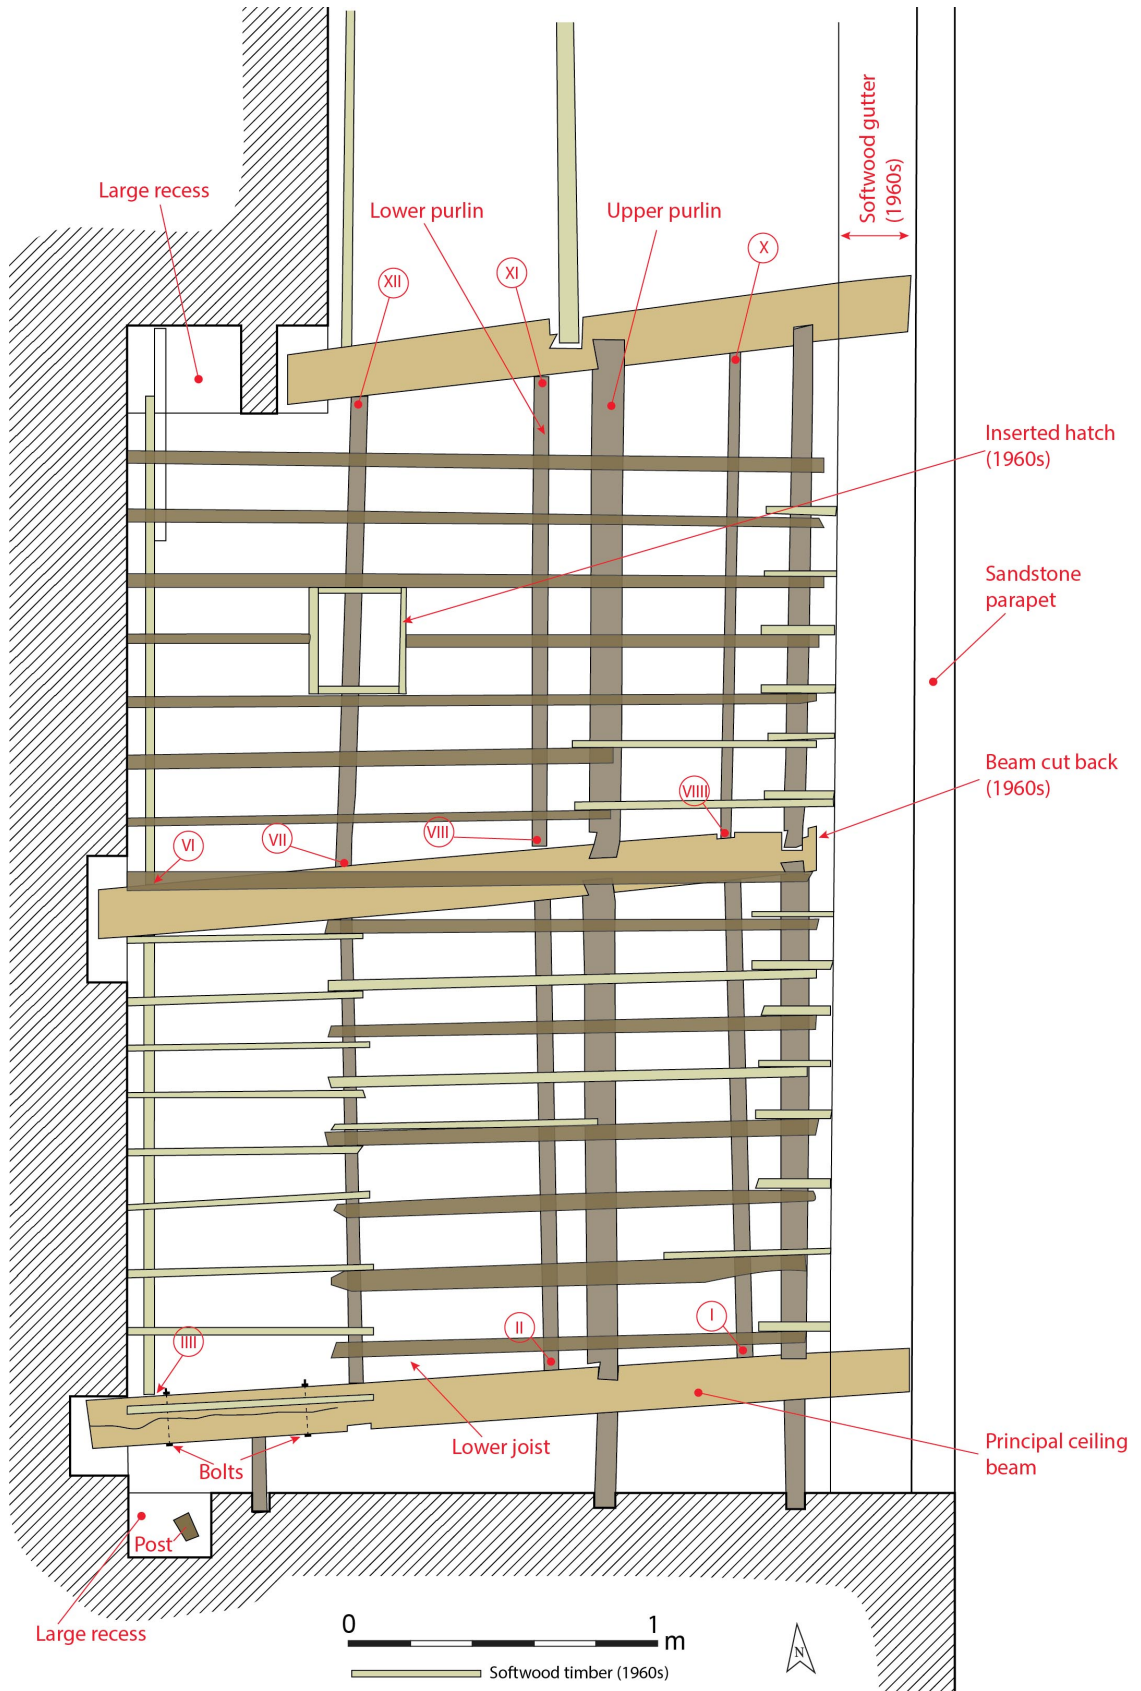 Softwood gutter
(1960s)
Large recess
Lower purlin
Upper purlin
X
XI
XII
Inserted hatch
(1960s)
Sandstone
parapet
Beam cut back
(1960s)
VIIII
VIII
VII
VI
II
I
IIII
Lower joist
Principal ceiling
beam
Bolts
Post
Large recess
0 1
m
N
Softwood timber (1960s)